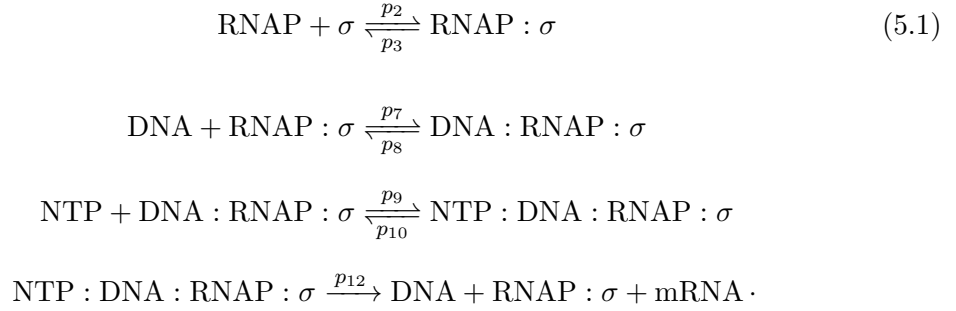 RNAP + σ ⇌ RNAP : σ (5.1)
p₂
p₃
DNA + RNAP : σ ⇌ DNA : RNAP : σ
p₇
p₈
NTP + DNA : RNAP : σ ⇌ NTP : DNA : RNAP : σ
p₉
p₁₀
NTP : DNA : RNAP : σ → DNA + RNAP : σ + mRNA ·
p₁₂